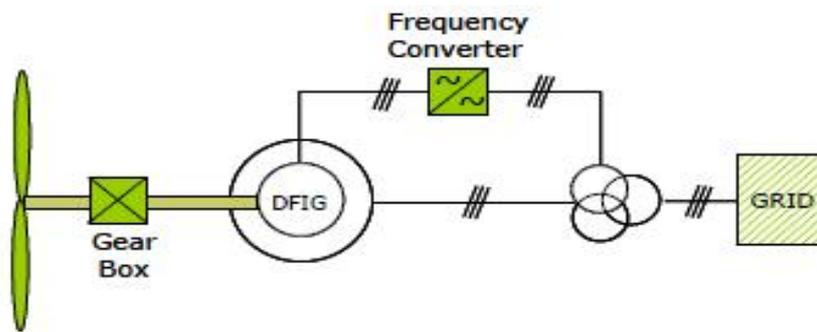 Frequency
Converter
DFIG
GRID
Gear
Box